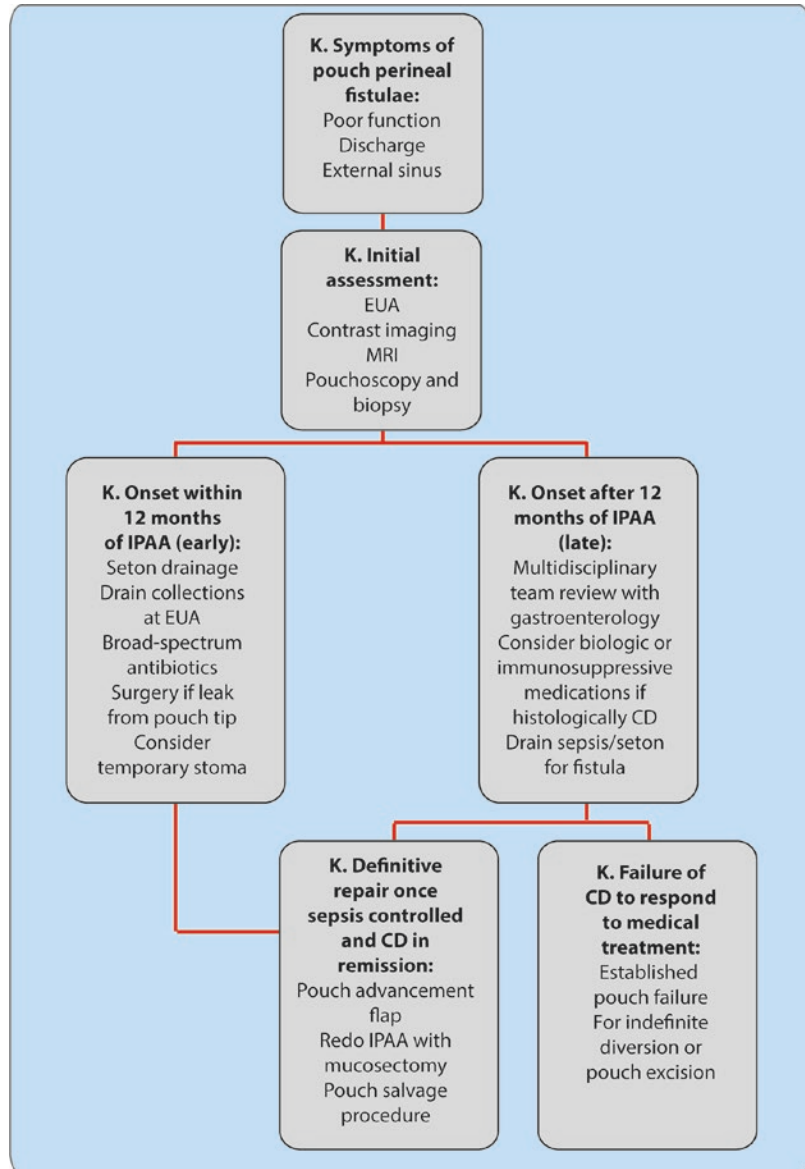 K. Symptoms of
pouch perineal
fistulae:
Poor function
Discharge
External sinus
K. Initial
assessment:
EUA
Contrast imaging
MRI
Pouchoscopy and
biopsy
K. Onset within
12 months
of IPAA (early):
Seton drainage
Drain collections
at EUA
Broad-spectrum
antibiotics
Surgery if leak
from pouch tip
Consider
temporary stoma
K. Onset after 12
months of IPAA
(late):
Multidisciplinary
team review with
gastroenterology
Consider biologic or
immunosuppressive
medications if
histologically CD
Drain sepsis/seton
for fistula
K. Definitive
repair once
sepsis controlled
and CD in
remission:
Pouch advancement
flap
Redo IPAA with
mucosectomy
Pouch salvage
procedure
K. Failure of
CD to respond
to medical
treatment:
Established
pouch failure
For indefinite
diversion or
pouch excision